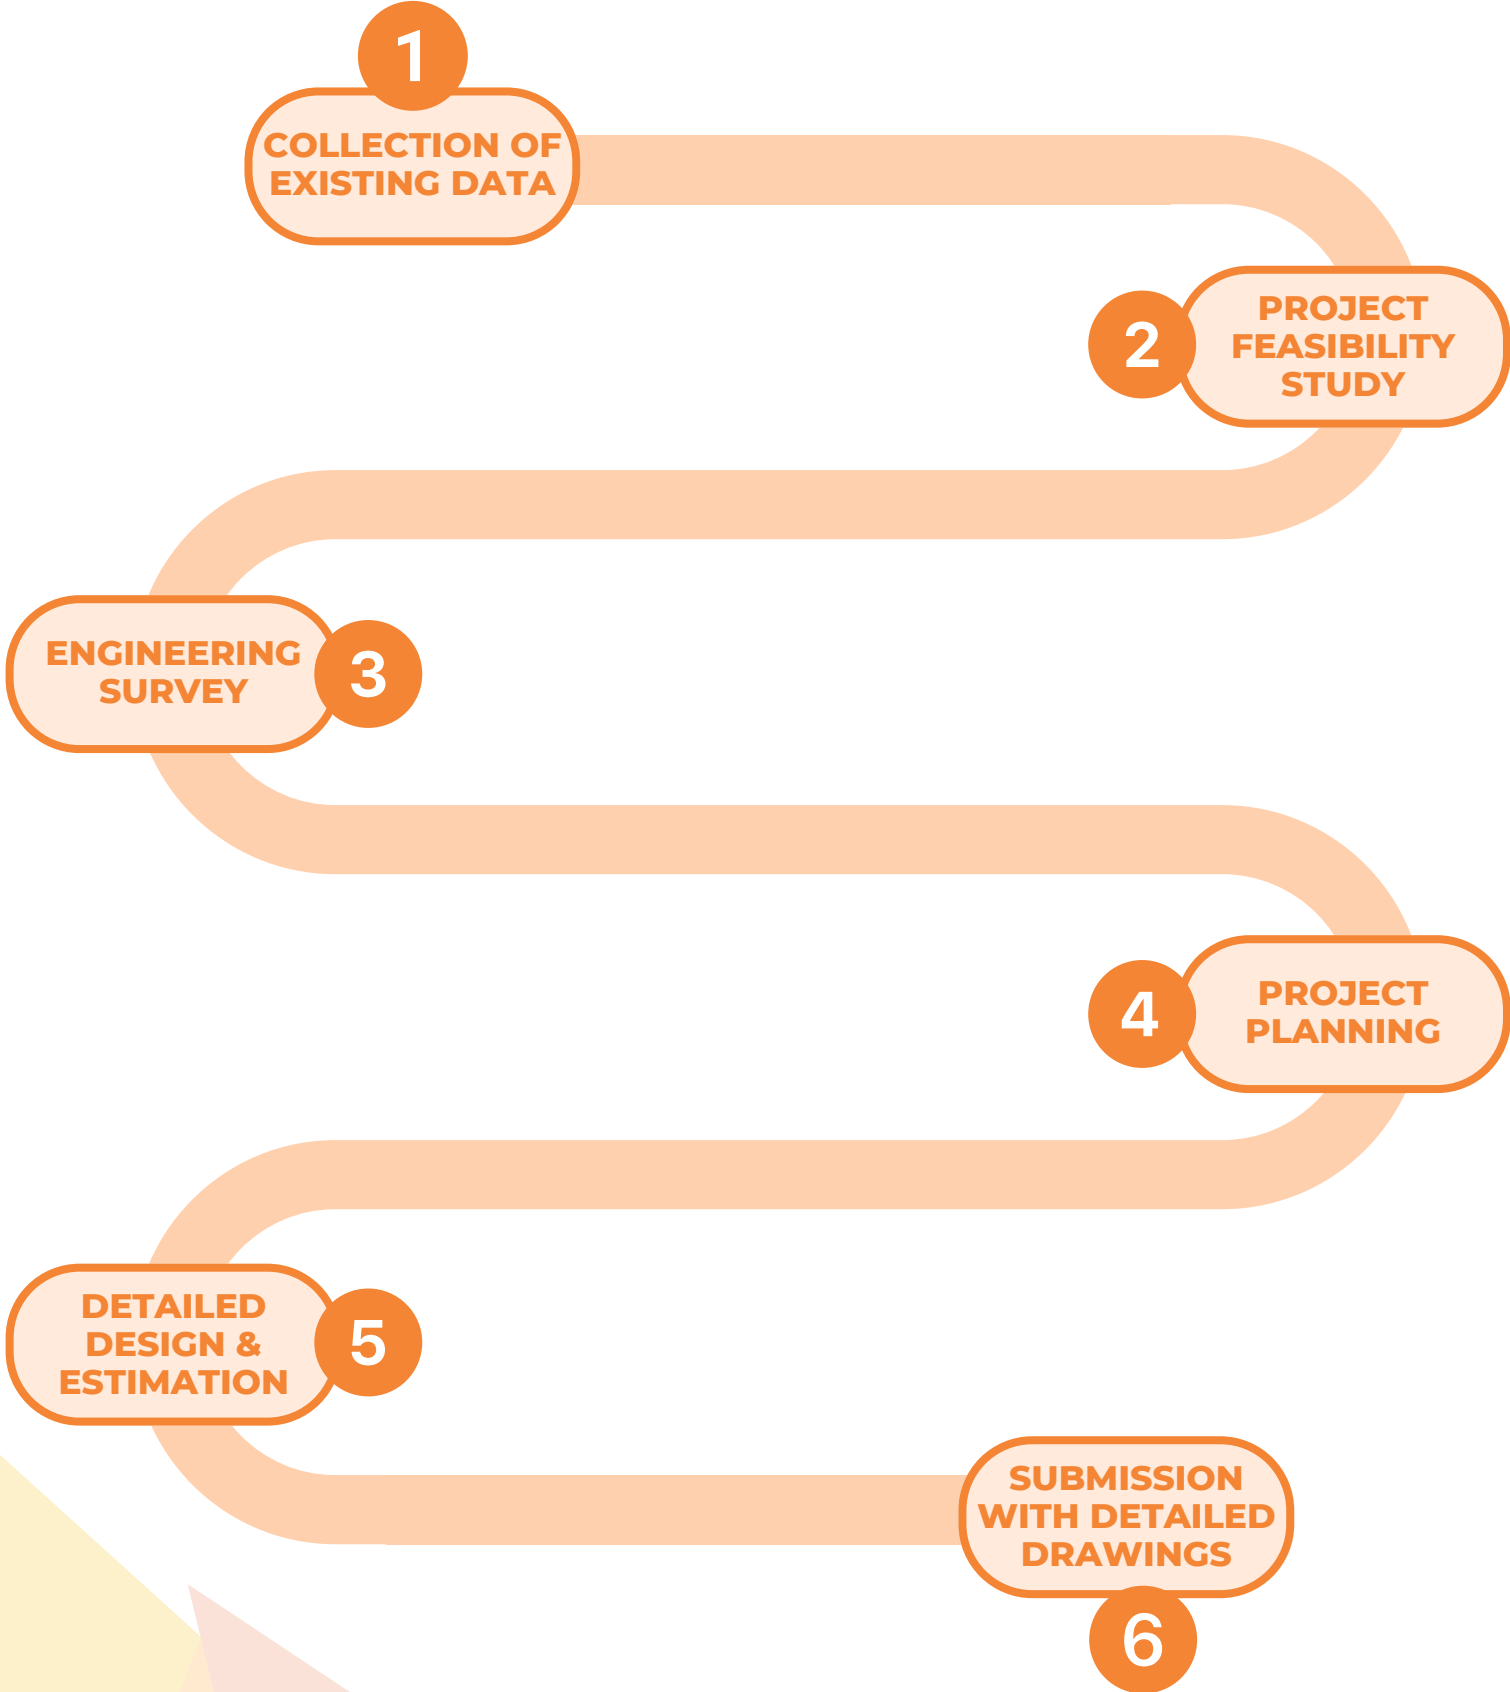 1
COLLECTION OF
EXISTING DATA
2
PROJECT
FEASIBILITY
STUDY
ENGINEERING
SURVEY
3
4
PROJECT
PLANNING
DETAILED
DESIGN &
ESTIMATION
5
SUBMISSION
WITH DETAILED
DRAWINGS
6